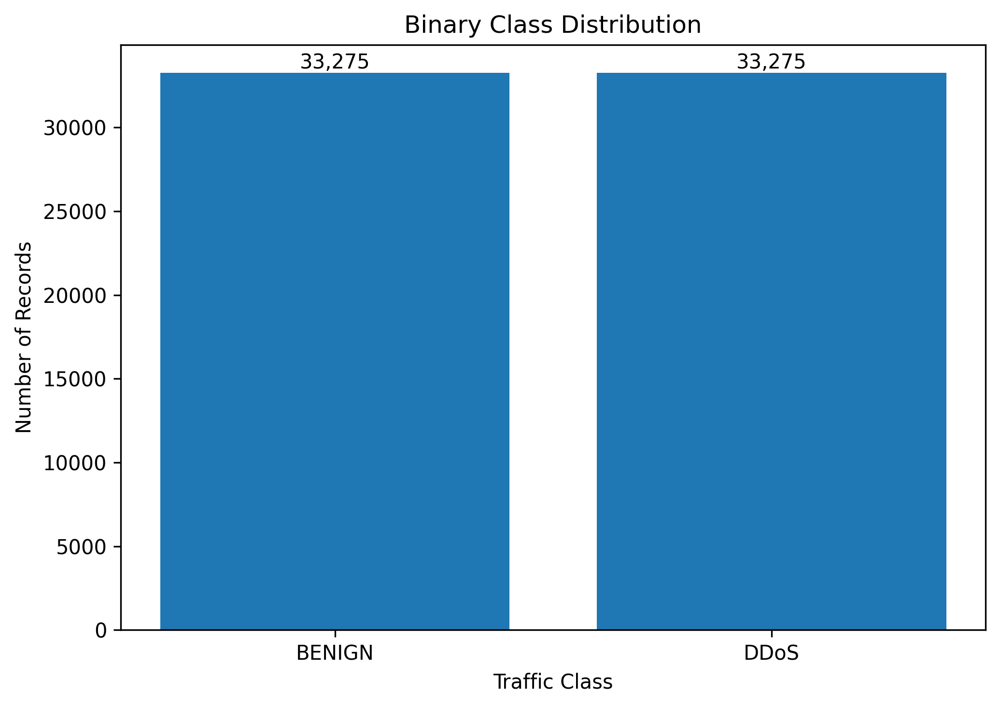 Binary Class Distribution
33,275
33,275
30000
25000
20000
15000
10000
5000
0
Number of Records
BENIGN
DDoS
Traffic Class